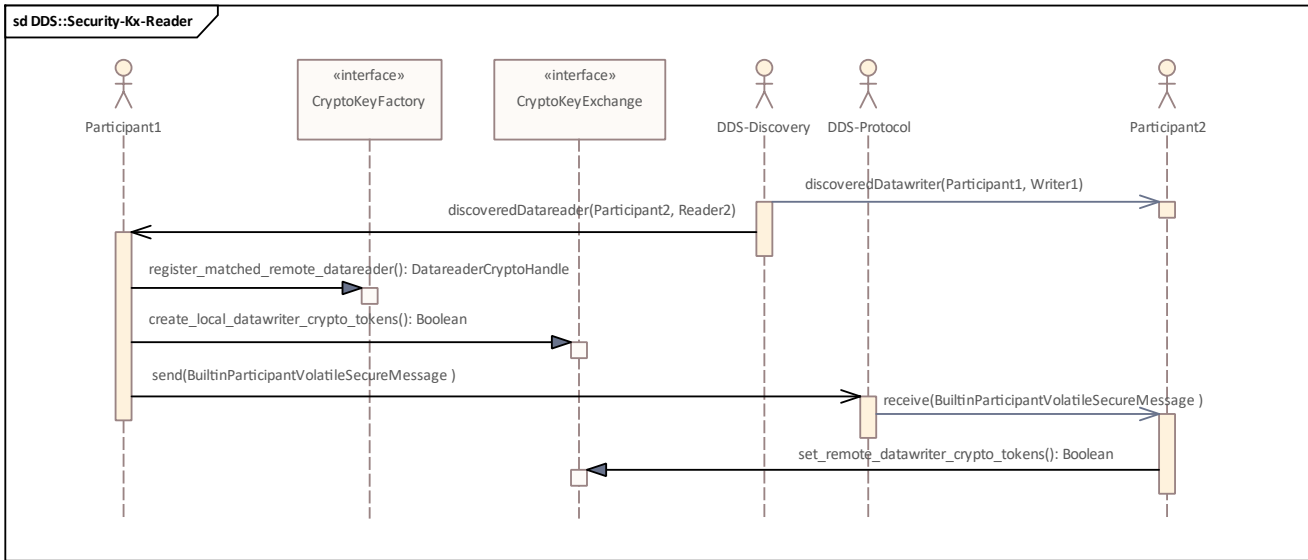 sd DDS::Security-Kx-Reader
«interface»
CryptoKeyFactory
«interface»
CryptoKeyExchange
Participant1
DDS-Discovery
DDS-Protocol
Participant2
discoveredDatawriter(Participant1, Writer1)
discoveredDatareader(Participant2, Reader2)
register_matched_remote_datareader(): DatareaderCryptoHandle
create_local_datawriter_crypto_tokens(): Boolean
send(BuiltinParticipantVolatileSecureMessage )
receive(BuiltinParticipantVolatileSecureMessage )
set_remote_datawriter_crypto_tokens(): Boolean